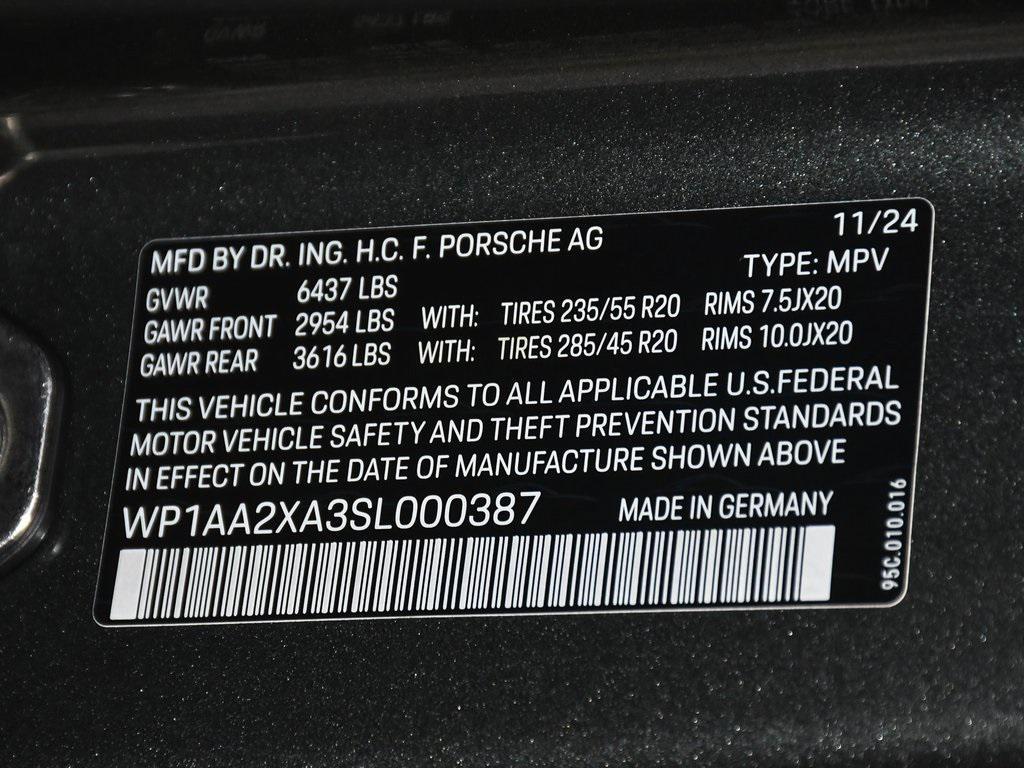 MFD BY DR. ING. H.C. F. PORSCHE AG 11/24
TYPE: MPV
GVWR 6437 LBS
GAWR FRONT 2954 LBS WITH: TIRES 235/55 R20 RIMS 7.5JX20
GAWR REAR 3616 LBS WITH: TIRES 285/45 R20 RIMS 10.0JX20
THIS VEHICLE CONFORMS TO ALL APPLICABLE U.S.FEDERAL
MOTOR VEHICLE SAFETY AND THEFT PREVENTION STANDARDS
IN EFFECT ON THE DATE OF MANUFACTURE SHOWN ABOVE
WP1AA2XA3SL000387 MADE IN GERMANY
95C.010.016